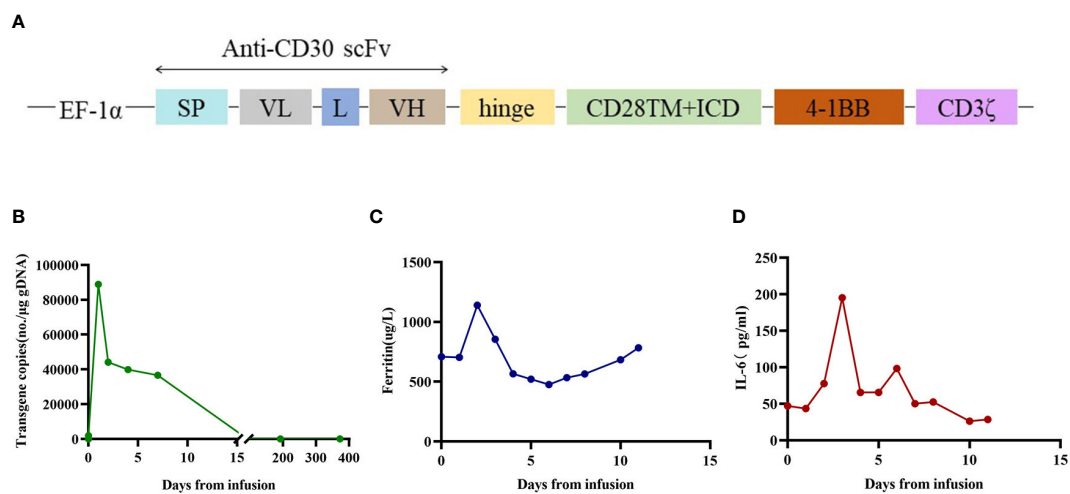 A
Anti-CD30 scFv
EF-1α SP VL L VH hinge CD28TM+ICD 4-1BB CD3ζ
B
Transgene copies(no./µg gDNA)
100000
80000
60000
40000
20000
0
0 5 10 15 200 300 400
Days from infusion
C
Ferritin(ug/L)
1500
1000
500
0
0 5 10 15
Days from infusion
D
IL-6( pg/ml)
250
200
150
100
50
0
0 5 10 15
Days from infusion